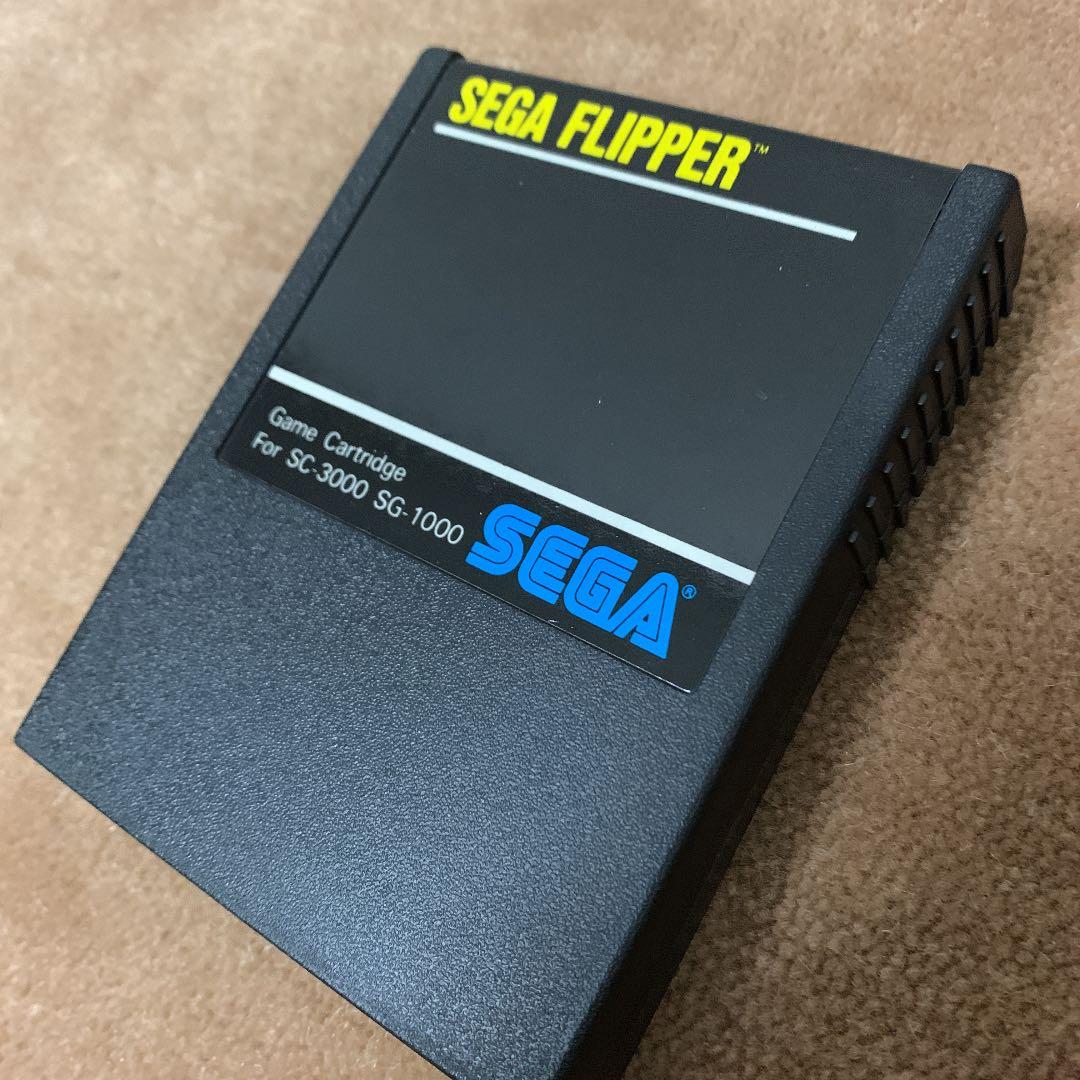 SEGA FLIPPER™
Game Cartridge
For SC-3000 SG-1000
SEGA®